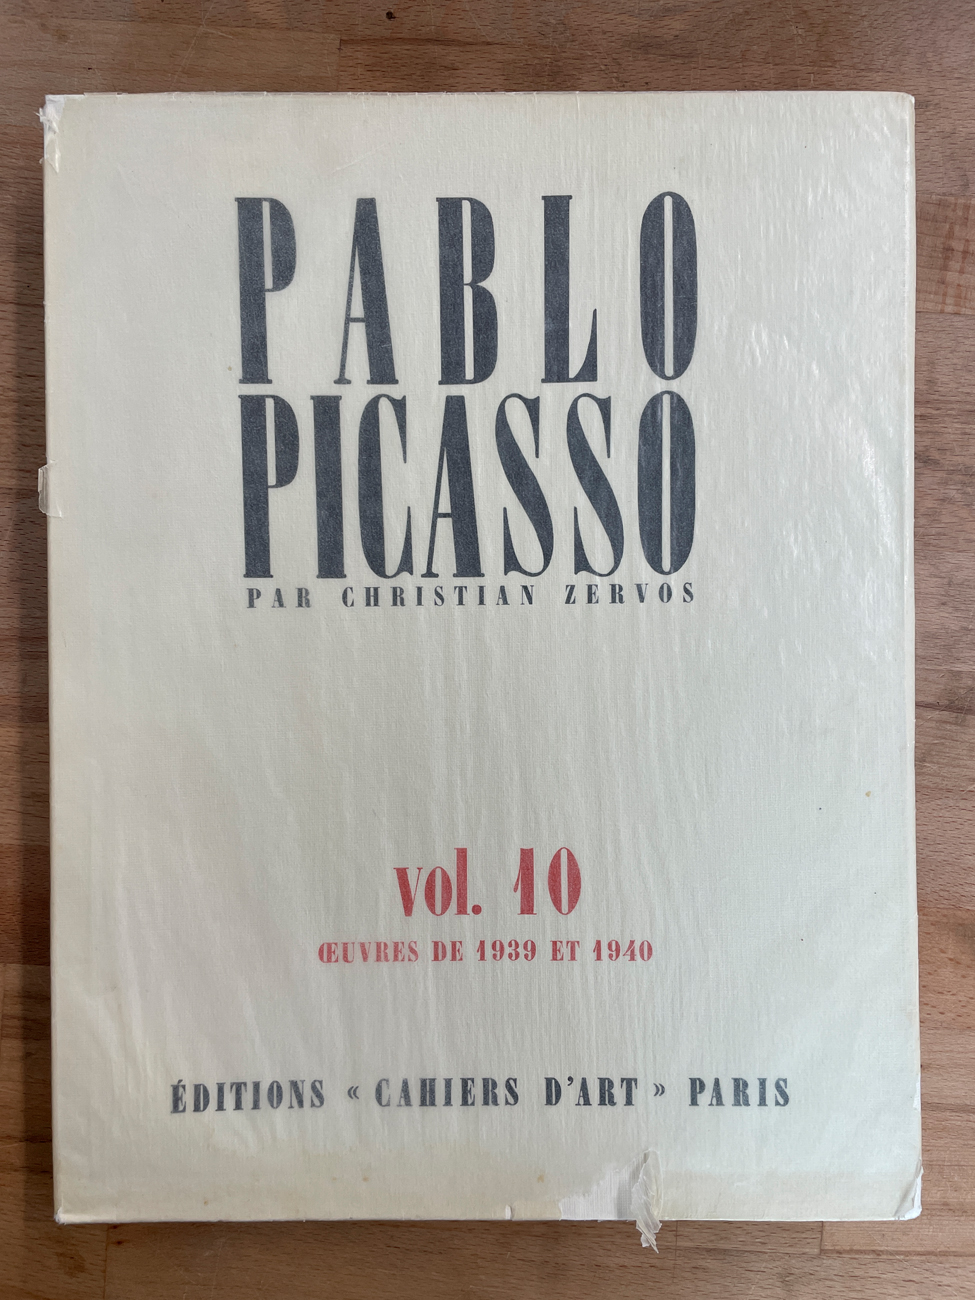 PABLO
PICASSO
PAR CHRISTIAN ZERVOS
vol. 10
ŒUVRES DE 1939 ET 1940
ÉDITIONS « CAHIERS D'ART » PARIS